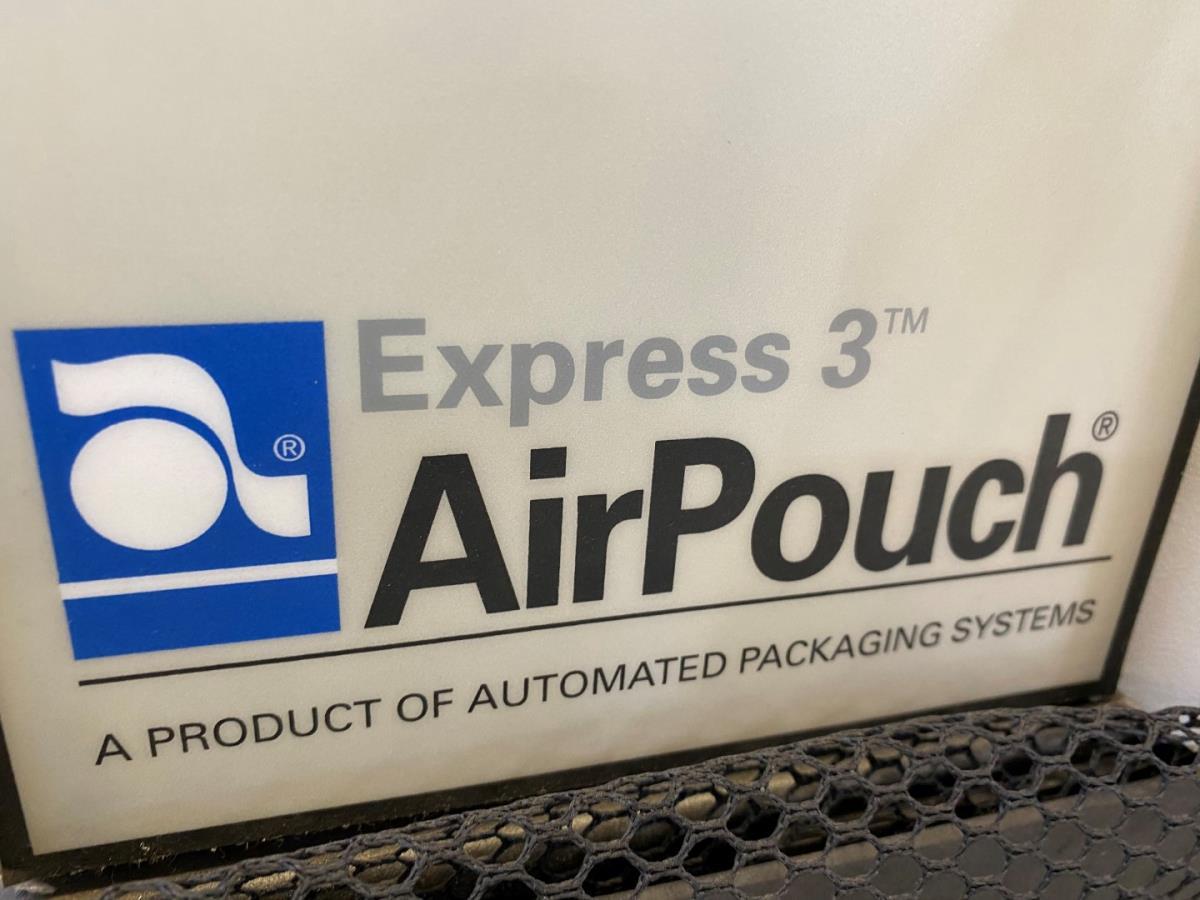 Express 3™
AirPouch®
®
A PRODUCT OF AUTOMATED PACKAGING SYSTEMS